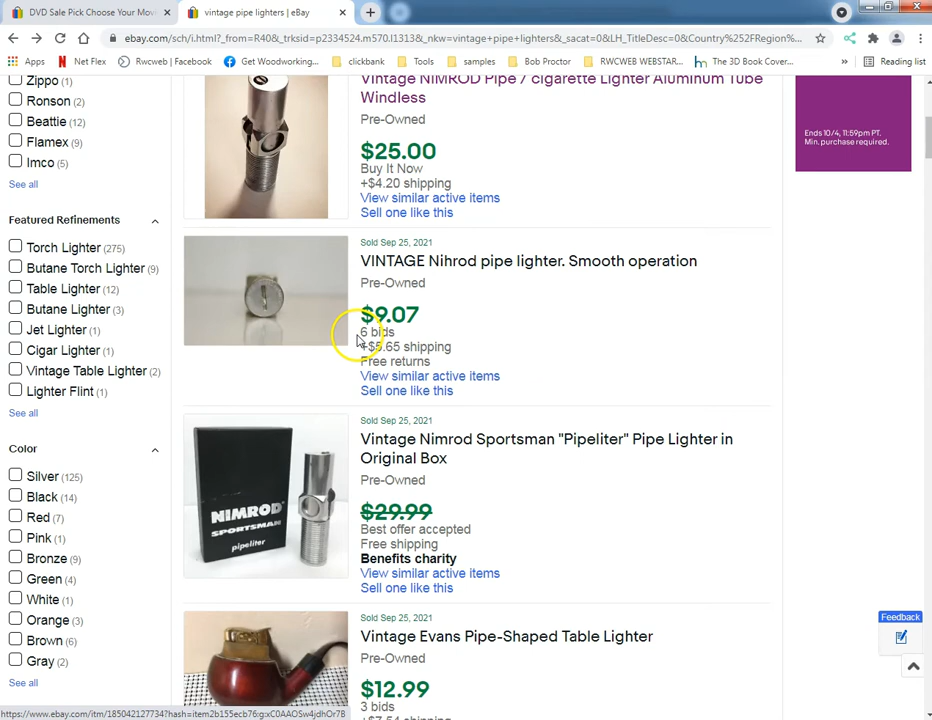 DVD Sale Pick Choose Your Mov
vintage pipe lighters | eBay
ebay.com/sch/i.html?_from=R40&_trksid=p2334524.m570.l1313&_nkw=vintage+pipe+lighters&_sacat=0&LH_TitleDesc=0&Country%252FRegion%...
Apps
Net Flex
Rwcweb | Facebook
Get Woodworking...
clickbank
Tools
samples
Bob Proctor
RWCWEB WEBSTAR...
The 3D Book Cover...
»
Reading list
Zippo (1)
Ronson (2)
Beattie (12)
Flamex (9)
Imco (5)
See all
Featured Refinements
Torch Lighter (275)
Butane Torch Lighter (9)
Table Lighter (12)
Butane Lighter (3)
Jet Lighter (1)
Cigar Lighter (1)
Vintage Table Lighter (2)
Lighter Flint (1)
See all
Color
Silver (125)
Black (14)
Red (7)
Pink (1)
Bronze (9)
Green (4)
White (1)
Orange (3)
Brown (6)
Gray (2)
See all
Vintage NIMROD Pipe / cigarette Lighter Aluminum Tube
Windless
Pre-Owned
$25.00
Buy It Now
+$4.20 shipping
View similar active items
Sell one like this
Sold Sep 25, 2021
VINTAGE Nihrod pipe lighter. Smooth operation
Pre-Owned
$9.07
6 bids
+$5.65 shipping
Free returns
View similar active items
Sell one like this
Sold Sep 25, 2021
Vintage Nimrod Sportsman "Pipeliter" Pipe Lighter in
Original Box
Pre-Owned
$29.99
Best offer accepted
Free shipping
Benefits charity
View similar active items
Sell one like this
NIMROD
SPORTSMAN
pipeliter
Sold Sep 25, 2021
Vintage Evans Pipe-Shaped Table Lighter
Pre-Owned
$12.99
3 bids
+$7.54 shipping
Ends 10/4, 11:59pm PT.
Min. purchase required.
Feedback
https://www.ebay.com/itm/185042127734?hash=item2b155ecb76:g:xC0AAOSw4jdhOr7B